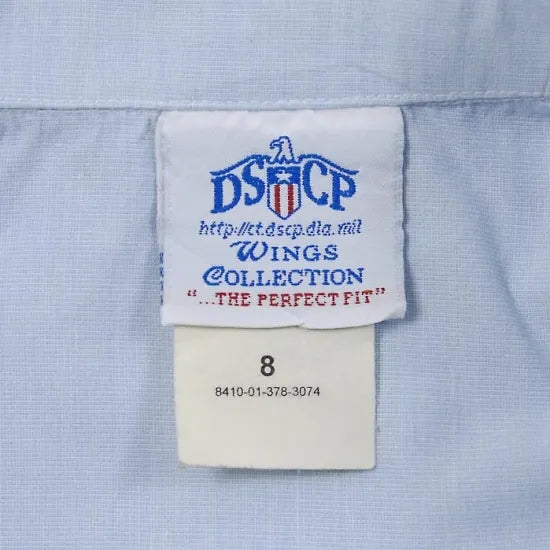 DSCP
http://ct.dscp.dla.mil
WINGS
COLLECTION
"...THE PERFECT FIT"
8
8410-01-378-3074